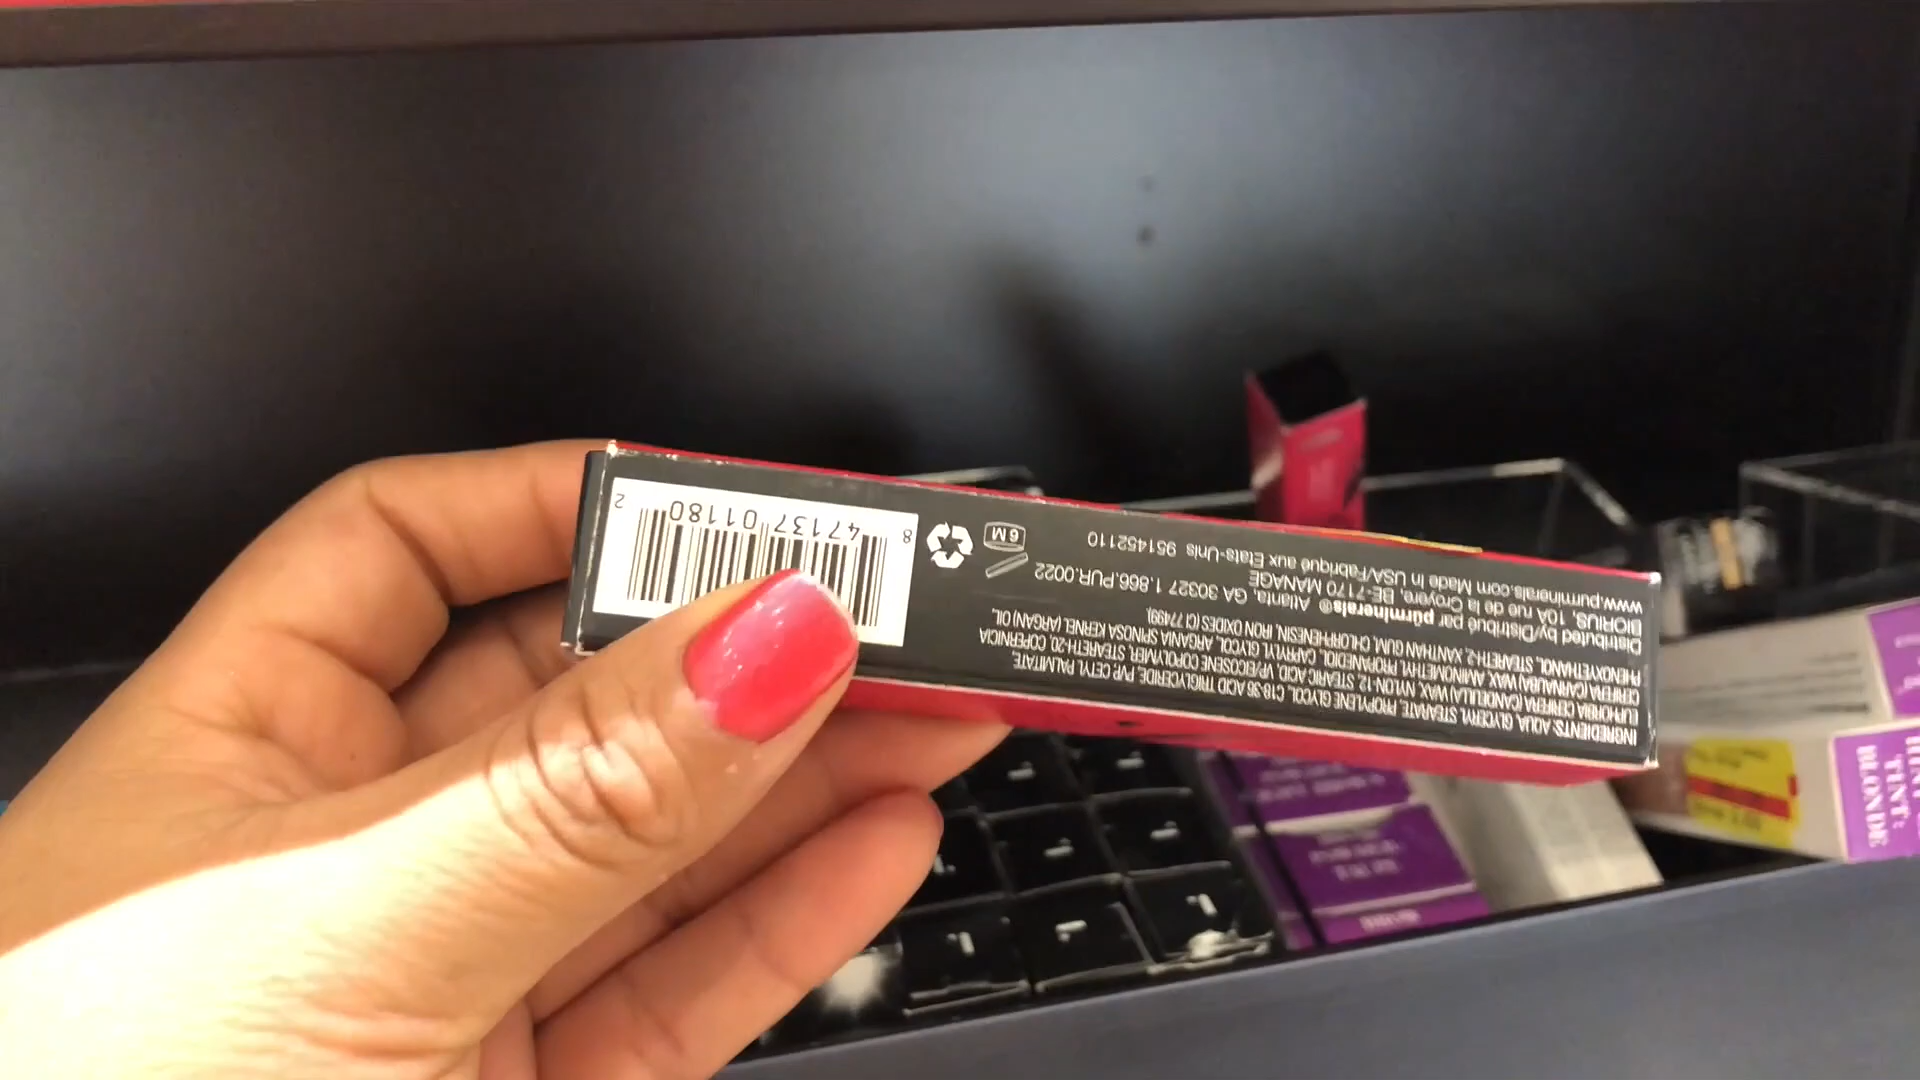 INGREDIENTS: AQUA, GLYCERYL STEARATE, PROPYLENE GLYCOL, C18-36 ACID TRIGLYCERIDE, PVP, CETYL PALMITATE,
EUPHORBIA CERIFERA (CANDELILLA) WAX, NYLON-12, STEARIC ACID, VP/EICOSENE COPOLYMER, STEARETH-20, COPERNICIA
CERIFERA (CARNAUBA) WAX, AMINOMETHYL PROPANEDIOL, CAPRYLYL GLYCOL, ARGANIA SPINOSA KERNEL (ARGAN) OIL,
PHENOXYETHANOL, STEARETH-2, XANTHAN GUM, CHLORPHENESIN, IRON OXIDES (CI 77499).
Distributed by/Distribué par pürminerals® Atlanta, GA 30327 1.866.PUR.0022
BIORIUS, 10A rue de la Croyere, BE-7170 MANAGE
www.purminerals.com Made in USA/Fabriqué aux Etats-Unis 951452110
6M
8 47137 01180 2
TINT:
BLONDE